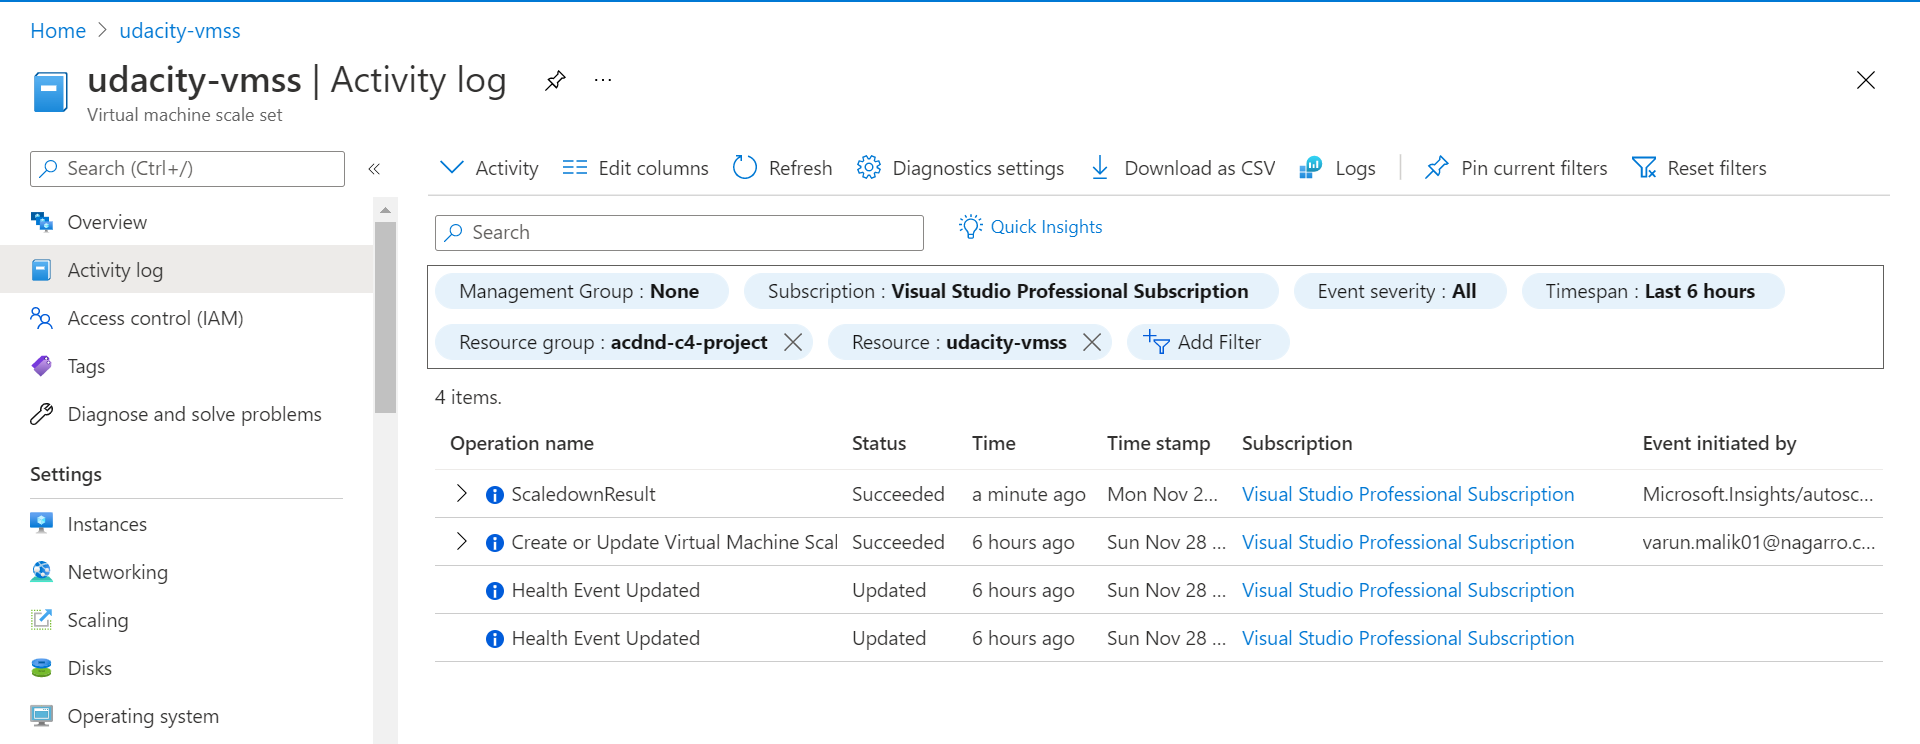 Home > udacity-vmss
udacity-vmss | Activity log ...
Virtual machine scale set
Search (Ctrl+/) «
Overview
Activity log
Access control (IAM)
Tags
Diagnose and solve problems
Settings
Instances
Networking
Scaling
Disks
Operating system
Activity Edit columns Refresh Diagnostics settings Download as CSV Logs Pin current filters Reset filters
Search Quick Insights
Management Group : None Subscription : Visual Studio Professional Subscription Event severity : All Timespan : Last 6 hours
Resource group : acdnd-c4-project Resource : udacity-vmss Add Filter
4 items.
Operation name Status Time Time stamp Subscription Event initiated by
ScaledownResult Succeeded a minute ago Mon Nov 2... Visual Studio Professional Subscription Microsoft.Insights/autosc...
Create or Update Virtual Machine Scal Succeeded 6 hours ago Sun Nov 28 ... Visual Studio Professional Subscription varun.malik01@nagarro.c...
Health Event Updated Updated 6 hours ago Sun Nov 28 ... Visual Studio Professional Subscription
Health Event Updated Updated 6 hours ago Sun Nov 28 ... Visual Studio Professional Subscription